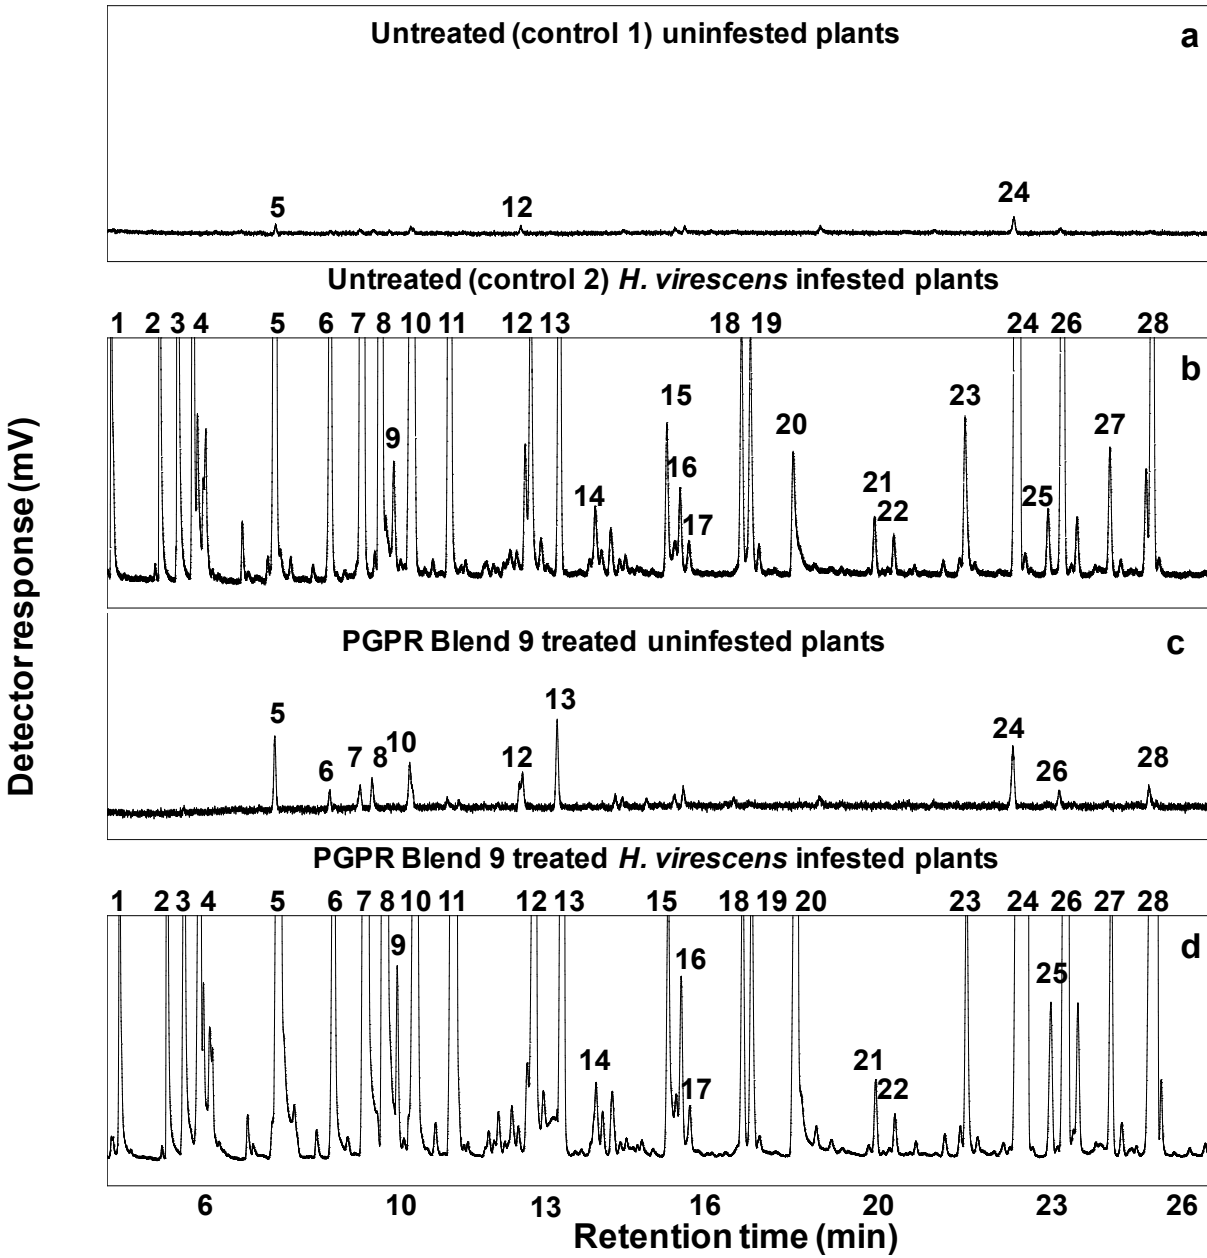 Untreated (control 1) uninfested plants
a
5
12
24
Untreated (control 2) H. virescens infested plants
1 2 3 4 5 6 7 8 10 11 12 13 18 19 24 26 28
b
9
14
15
16
17
20
21
22
23
25
27
PGPR Blend 9 treated uninfested plants
c
5
6
7
8
10
12
13
24
26
28
PGPR Blend 9 treated H. virescens infested plants
1 2 3 4 5 6 7 8 10 11 12 13 15 18 19 20 23 24 26 27 28
d
9
14
16
17
21
22
25
6 10 13 16 20 23 26
Retention time (min)
Detector response (mV)